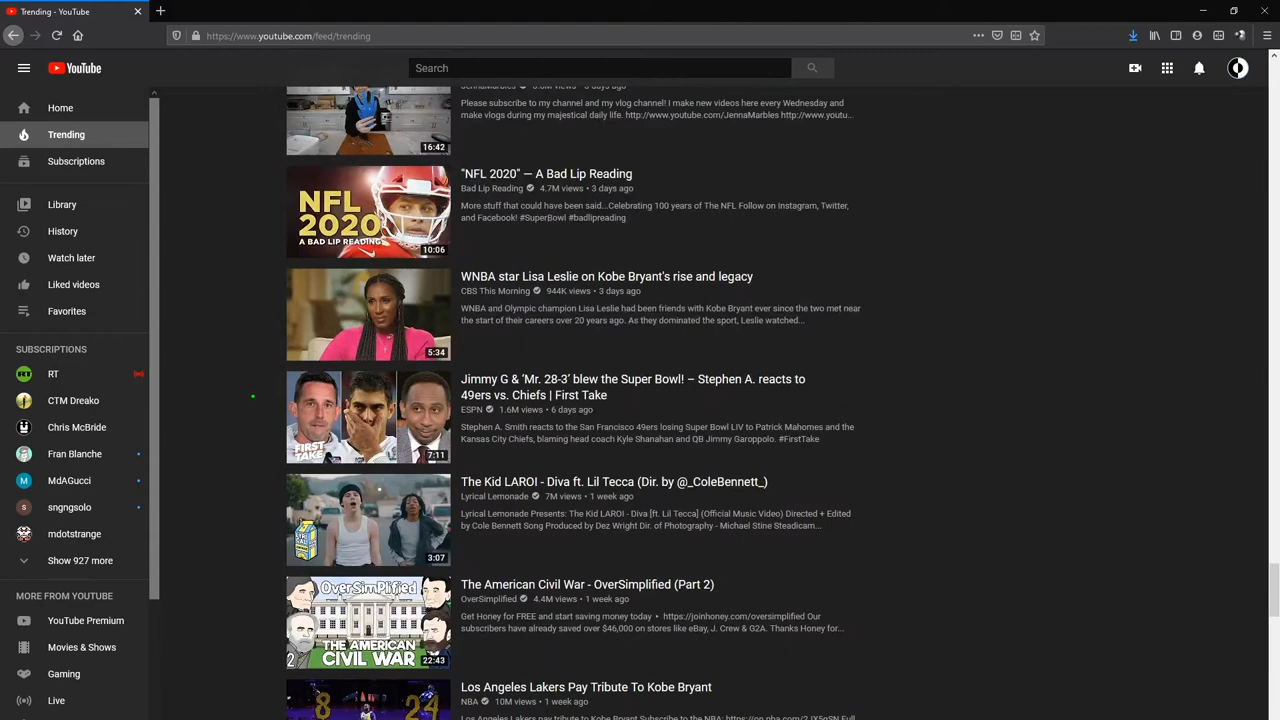 Trending - YouTube
https://www.youtube.com/feed/trending
YouTube
Search
Home
Trending
Subscriptions
Library
History
Watch later
Liked videos
Favorites
SUBSCRIPTIONS
RT
CTM Dreako
Chris McBride
Fran Blanche
MdAGucci
sngngsolo
mdotstrange
Show 927 more
MORE FROM YOUTUBE
YouTube Premium
Movies & Shows
Gaming
Live
Please subscribe to my channel and my vlog channel! I make new videos here every Wednesday and
make vlogs during my majestical daily life. http://www.youtube.com/JennaMarbles http://www.youtu...
16:42
NFL
2020
A BAD LIP READING
10:06
"NFL 2020" — A Bad Lip Reading
Bad Lip Reading 4.7M views • 3 days ago
More stuff that could have been said...Celebrating 100 years of The NFL Follow on Instagram, Twitter,
and Facebook! #SuperBowl #badlipreading
5:34
WNBA star Lisa Leslie on Kobe Bryant's rise and legacy
CBS This Morning 944K views • 3 days ago
WNBA and Olympic champion Lisa Leslie had been friends with Kobe Bryant ever since the two met near
the start of their careers over 20 years ago. As they dominated the sport, Leslie watched...
FIRST
TAKE
7:11
Jimmy G & ‘Mr. 28-3’ blew the Super Bowl! – Stephen A. reacts to
49ers vs. Chiefs | First Take
ESPN 1.6M views • 6 days ago
Stephen A. Smith reacts to the San Francisco 49ers losing Super Bowl LIV to Patrick Mahomes and the
Kansas City Chiefs, blaming head coach Kyle Shanahan and QB Jimmy Garoppolo. #FirstTake
3:07
The Kid LAROI - Diva ft. Lil Tecca (Dir. by @_ColeBennett_)
Lyrical Lemonade 7M views • 1 week ago
Lyrical Lemonade Presents: The Kid LAROI - Diva [ft. Lil Tecca] (Official Music Video) Directed + Edited
by Cole Bennett Song Produced by Dez Wright Dir. of Photography - Michael Stine Steadicam...
OverSimplified
THE AMERICAN
CIVIL WAR
2
22:43
The American Civil War - OverSimplified (Part 2)
OverSimplified 4.4M views • 1 week ago
Get Honey for FREE and start saving money today ‣ https://joinhoney.com/oversimplified Our
subscribers have already saved over $46,000 on stores like eBay, J. Crew & G2A. Thanks Honey for...
8 24
Los Angeles Lakers Pay Tribute To Kobe Bryant
NBA 10M views • 1 week ago